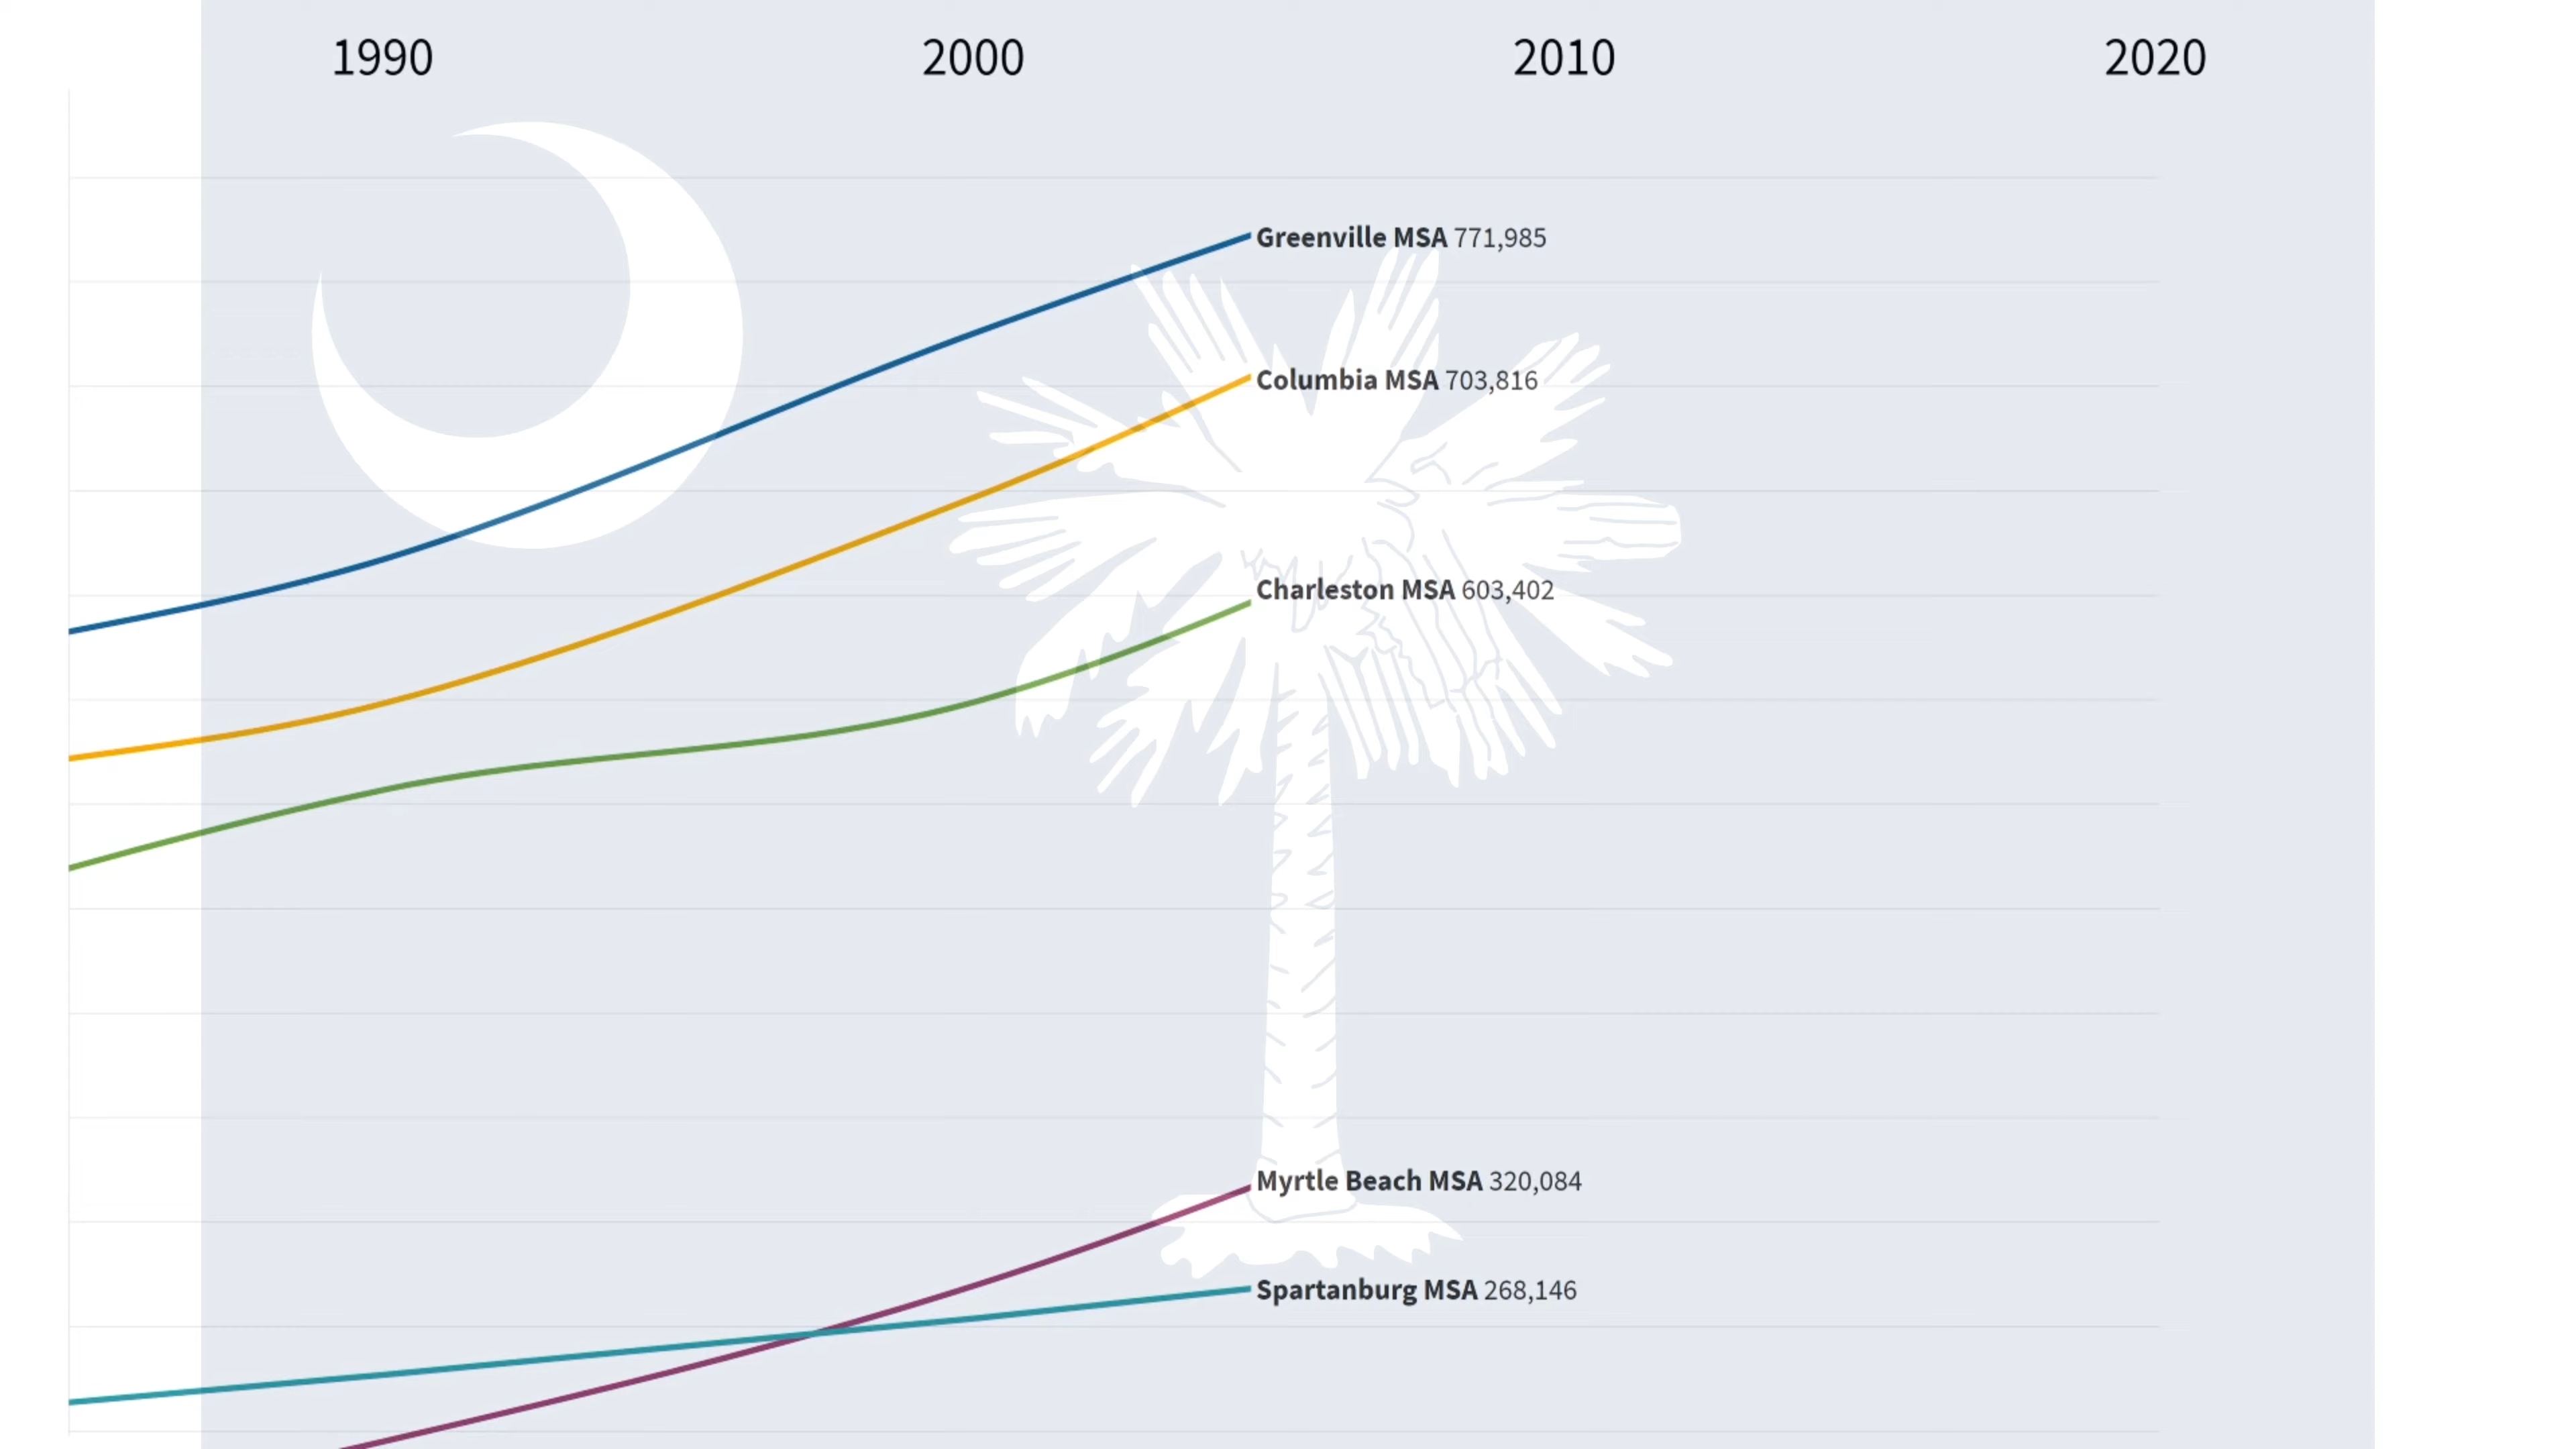 1990 2000 2010 2020
Greenville MSA 771,985
Columbia MSA 703,816
Charleston MSA 603,402
Myrtle Beach MSA 320,084
Spartanburg MSA 268,146